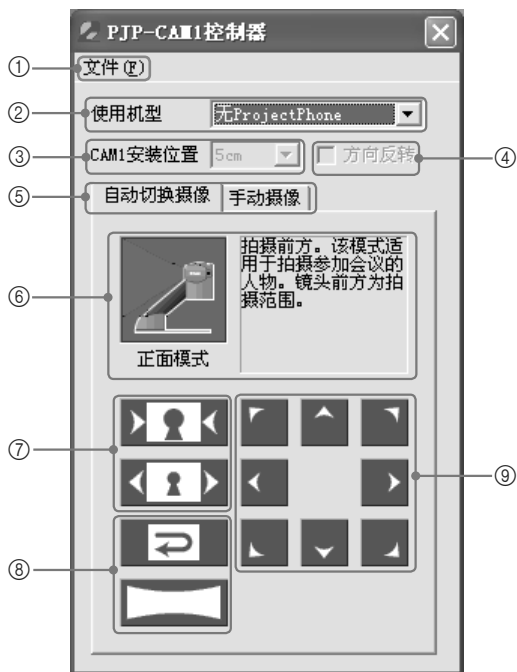 PJP-CAM1控制器
① 文件(F)
② 使用机型 无ProjectPhone
③ CAM1安装位置 5cm 方向反转 ④
⑤ 自动切换摄像 手动摄像
⑥
拍摄前方。该模式适
用于拍摄参加会议的
人物。镜头前方为拍
摄范围。
正面模式
⑦
⑨
⑧